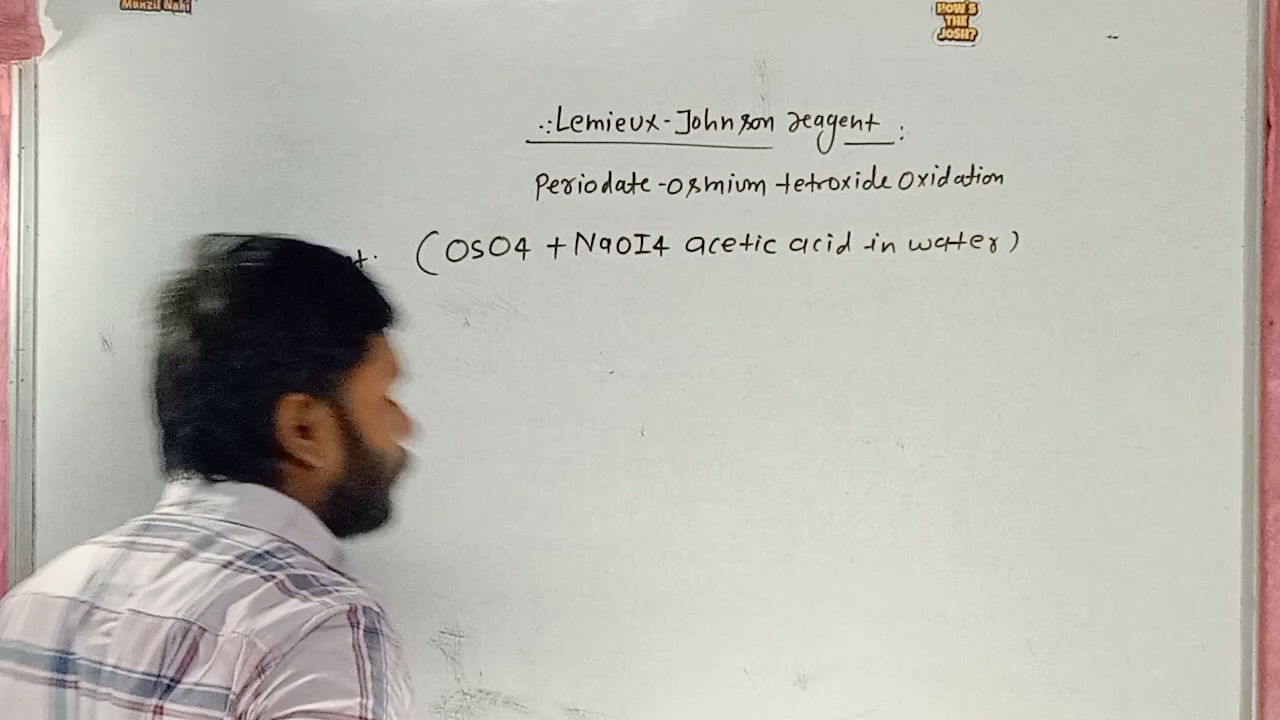 Manzil Nahi
HOW'S
THE
JOSH?
.: Lemieux-Johnson reagent :
Periodate-osmium tetroxide Oxidation
t. (OsO4 + NaOI4 acetic acid in water)